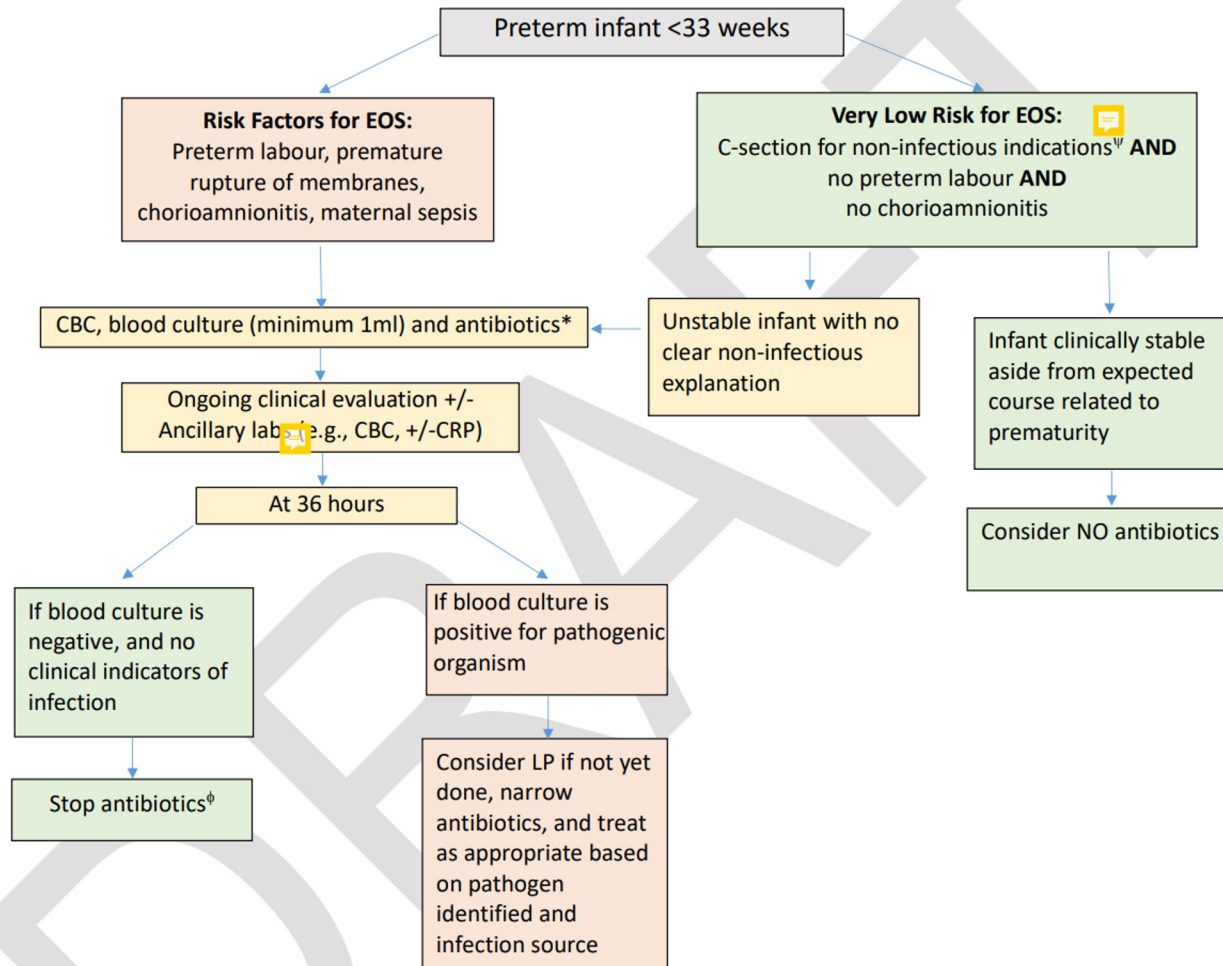 Preterm infant <33 weeks
Risk Factors for EOS:
Preterm labour, premature
rupture of membranes,
chorioamnionitis, maternal sepsis
Very Low Risk for EOS:
C-section for non-infectious indicationsᵠ AND
no preterm labour AND
no chorioamnionitis
CBC, blood culture (minimum 1ml) and antibiotics*
Unstable infant with no
clear non-infectious
explanation
Infant clinically stable
aside from expected
course related to
prematurity
Ongoing clinical evaluation +/-
Ancillary labs (e.g., CBC, +/-CRP)
At 36 hours
Consider NO antibiotics
If blood culture is
negative, and no
clinical indicators of
infection
If blood culture is
positive for pathogenic
organism
Stop antibioticsᶲ
Consider LP if not yet
done, narrow
antibiotics, and treat
as appropriate based
on pathogen
identified and
infection source
DRAFT